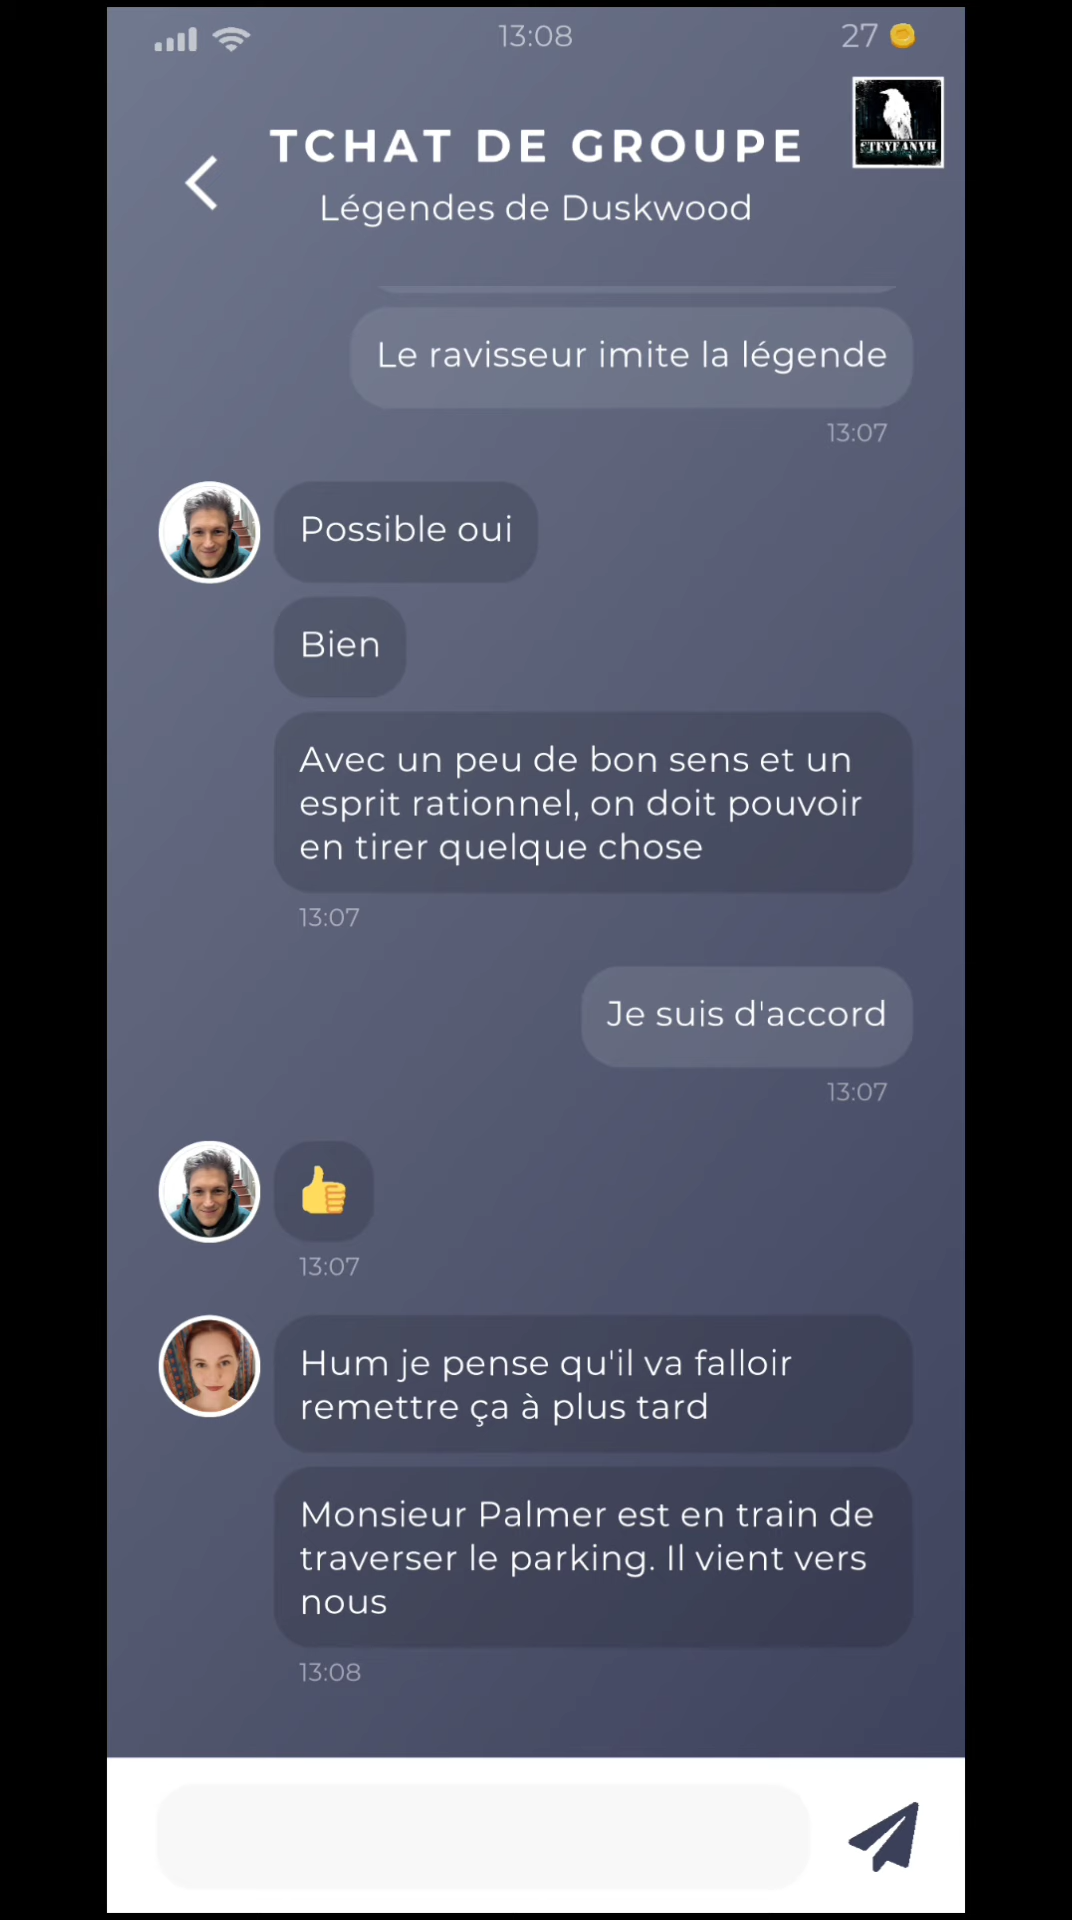 13:08
27
TCHAT DE GROUPE
Légendes de Duskwood
STEYFANYH
Le ravisseur imite la légende
13:07
Possible oui
Bien
Avec un peu de bon sens et un
esprit rationnel, on doit pouvoir
en tirer quelque chose
13:07
Je suis d'accord
13:07
13:07
Hum je pense qu'il va falloir
remettre ça à plus tard
Monsieur Palmer est en train de
traverser le parking. Il vient vers
nous
13:08